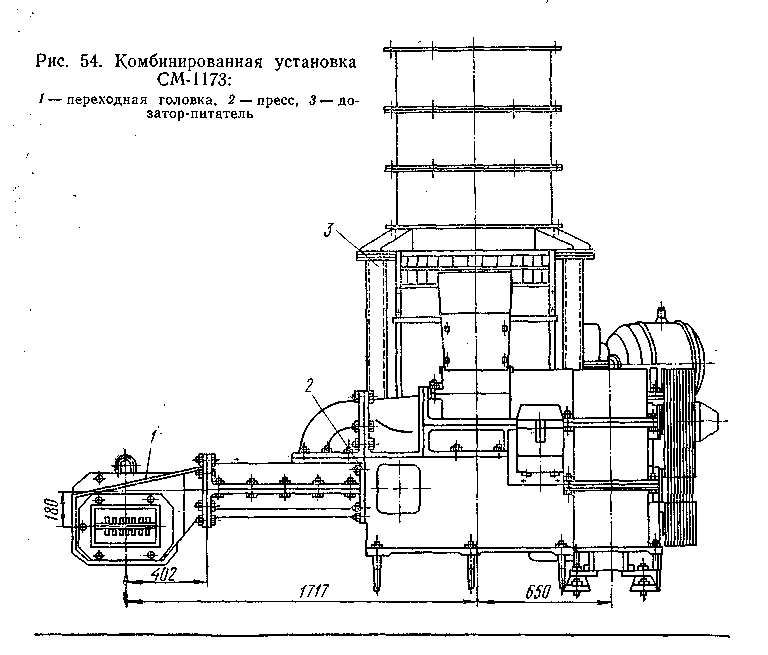 Рис. 54. Комбинированная установка
СМ-1173:
1 — переходная головка, 2 — пресс, 3 — до-
затор-питатель
3
2
1
180
402
1717
650